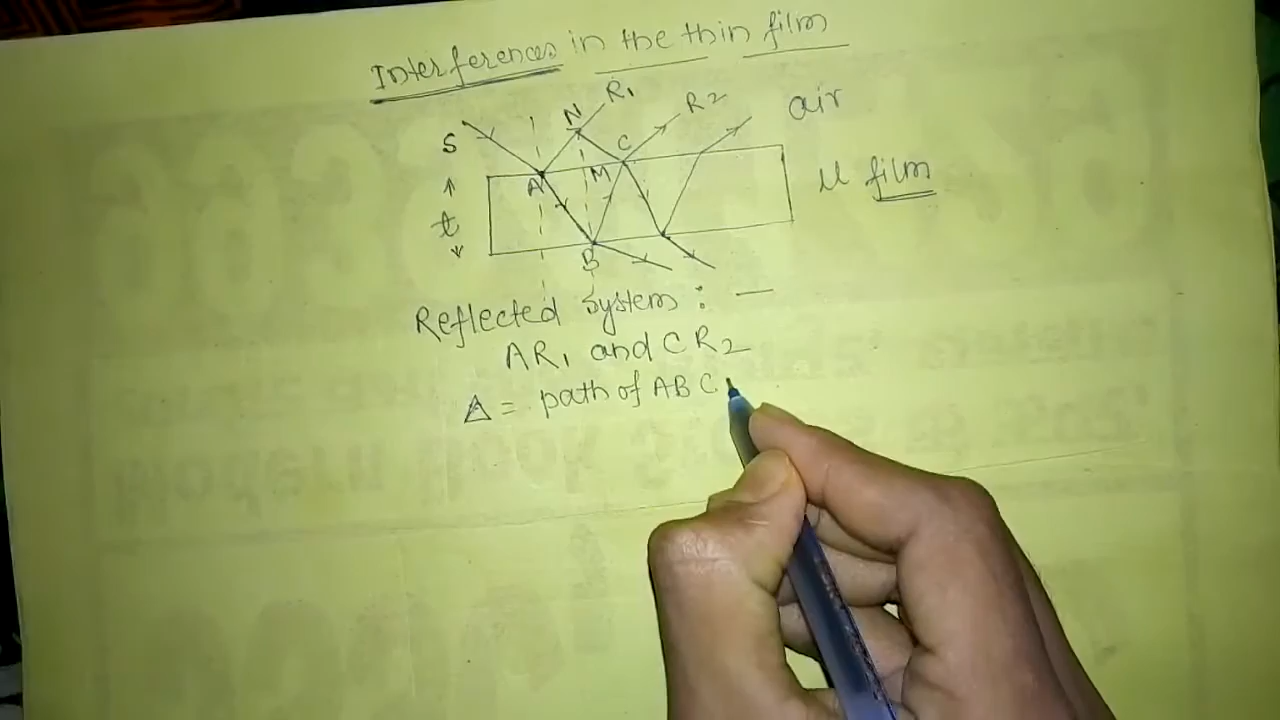 Interferences in the thin film
R1
N
R2
air
S
C
A
M
μ film
t
B
Reflected system : —
AR1 and CR2
Δ = path of ABC